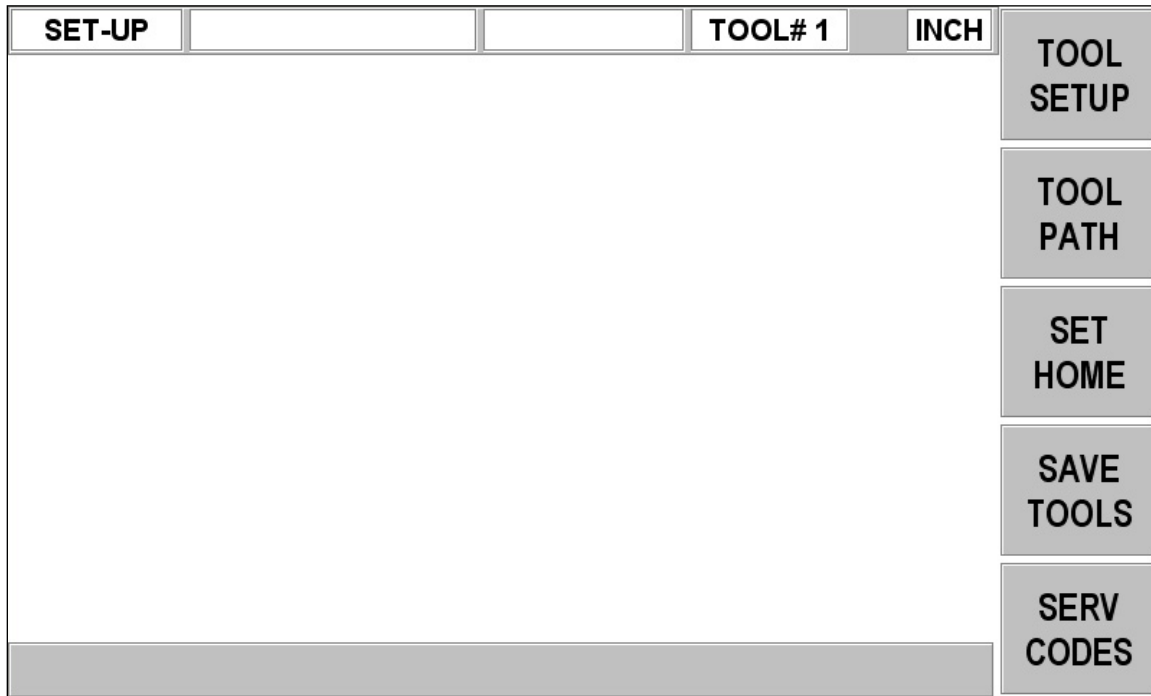 SET-UP TOOL# 1 INCH
TOOL
SETUP
TOOL
PATH
SET
HOME
SAVE
TOOLS
SERV
CODES